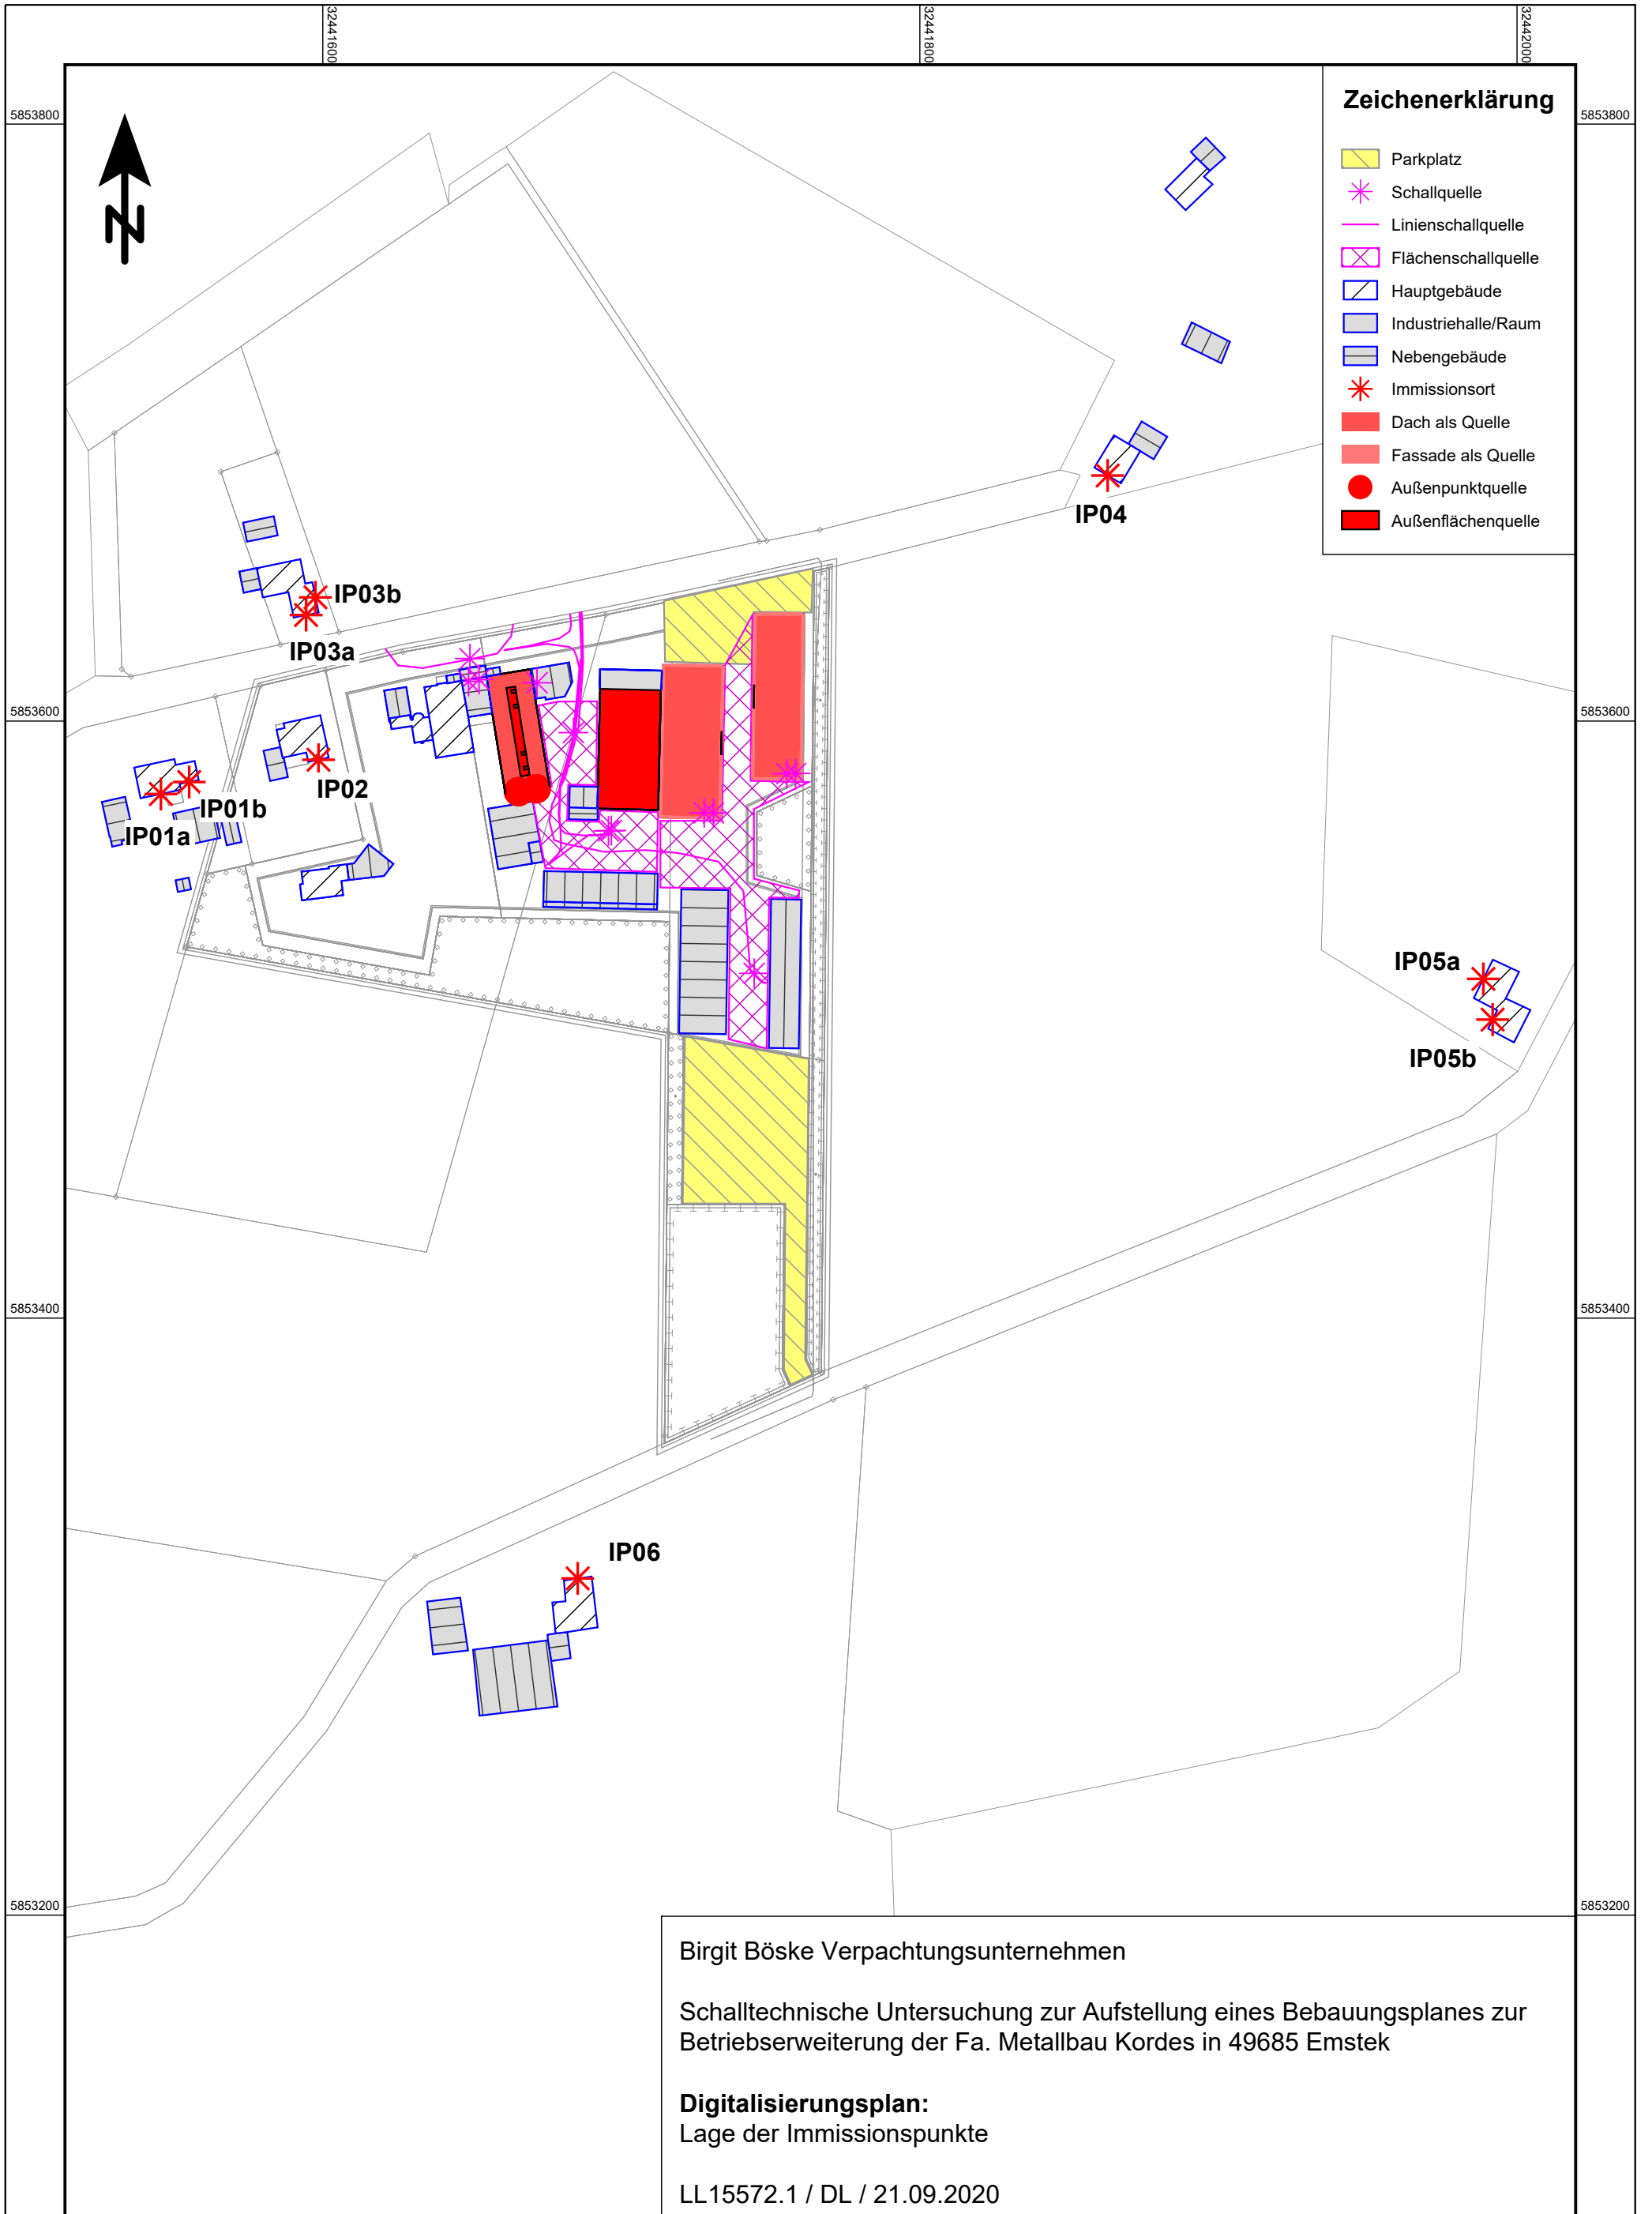 32441600
32441800
32442000
5853800
5853800
Zeichenerklärung
Parkplatz
Schallquelle
Linienschallquelle
Flächenschallquelle
Hauptgebäude
Industriehalle/Raum
Nebengebäude
Immissionsort
Dach als Quelle
Fassade als Quelle
Außenpunktquelle
Außenflächenquelle
N
IP04
IP03b
IP03a
5853600
5853600
IP02
IP01b
IP01a
IP05a
IP05b
5853400
5853400
IP06
5853200
5853200
Birgit Böske Verpachtungsunternehmen
Schalltechnische Untersuchung zur Aufstellung eines Bebauungsplanes zur
Betriebserweiterung der Fa. Metallbau Kordes in 49685 Emstek
Digitalisierungsplan:
Lage der Immissionspunkte
LL15572.1 / DL / 21.09.2020